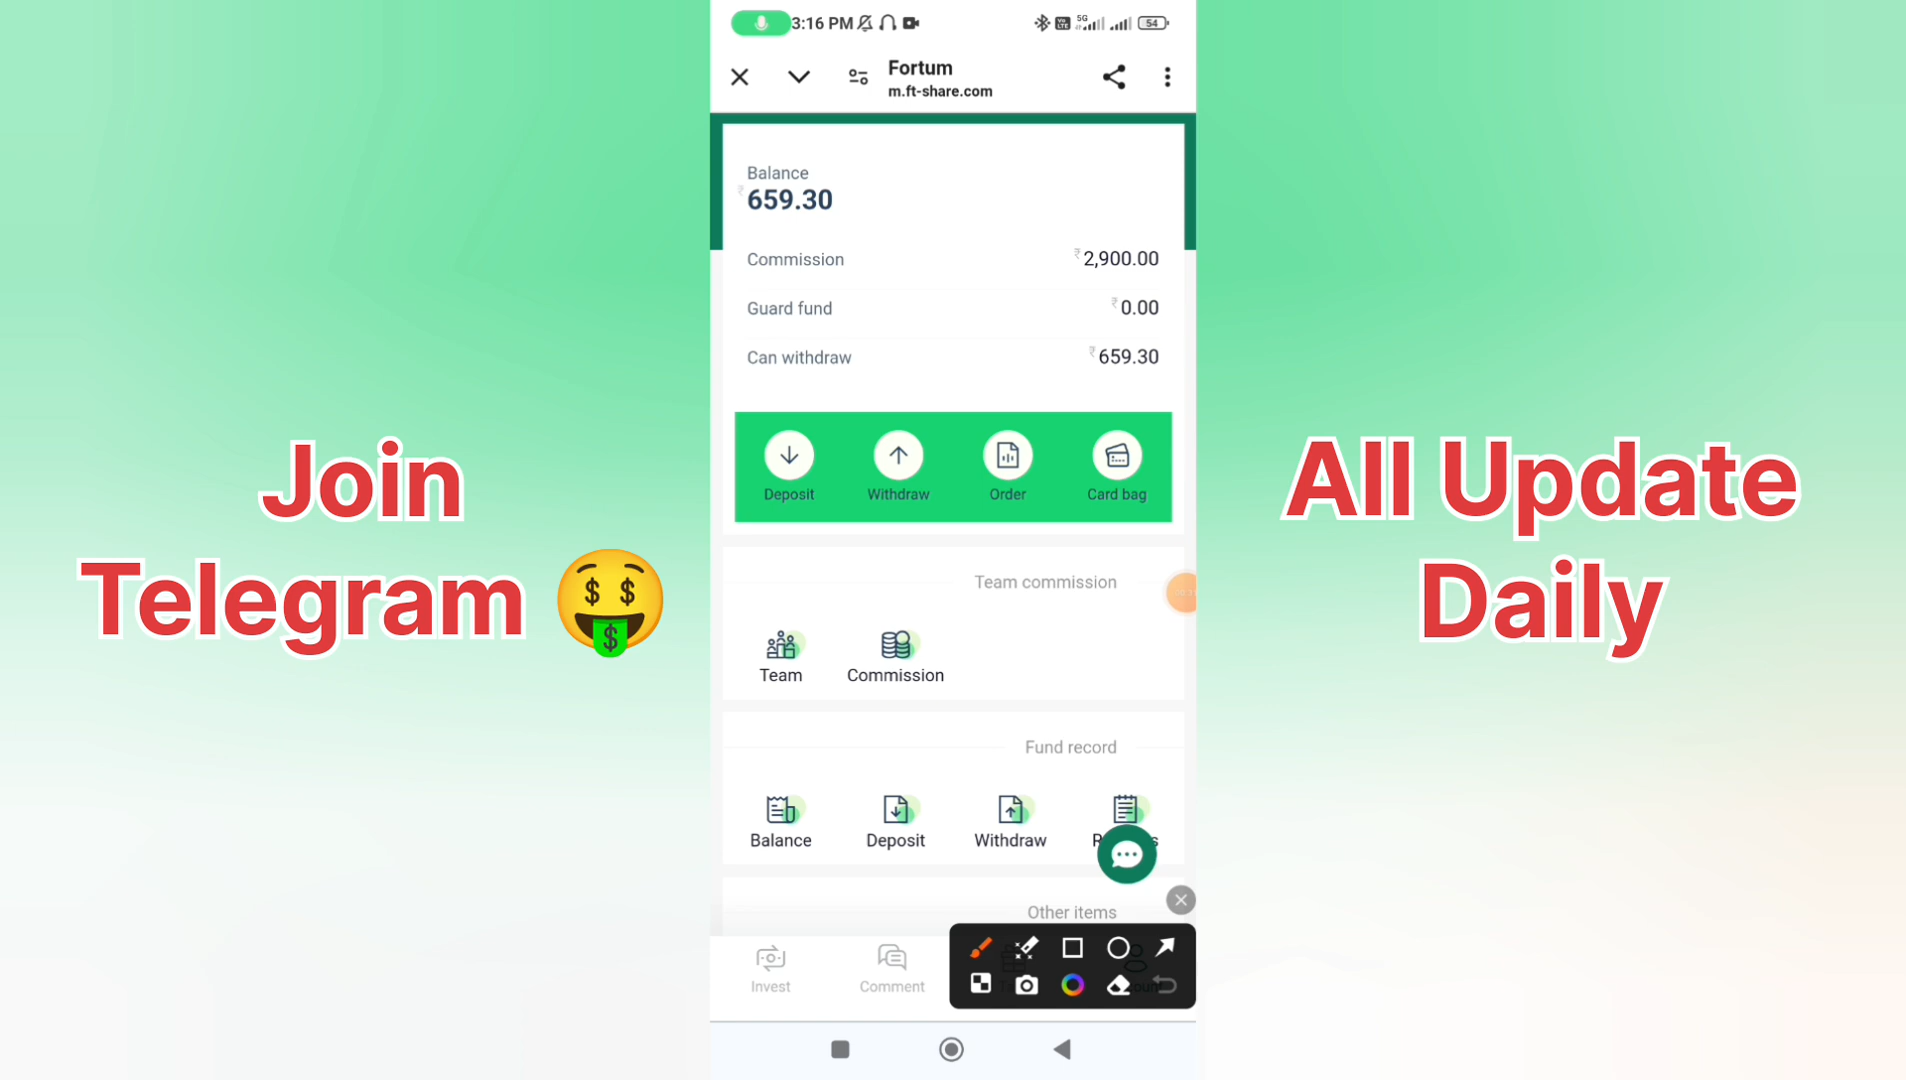 3:16 PM
5G
54
Fortum
m.ft-share.com
Balance
₹ 659.30
Commission ₹ 2,900.00
Guard fund ₹ 0.00
Can withdraw ₹ 659.30
Deposit Withdraw Order Card bag
Team commission
Team Commission
Fund record
Balance Deposit Withdraw
Other items
Invest Comment
Join
Telegram
All Update
Daily